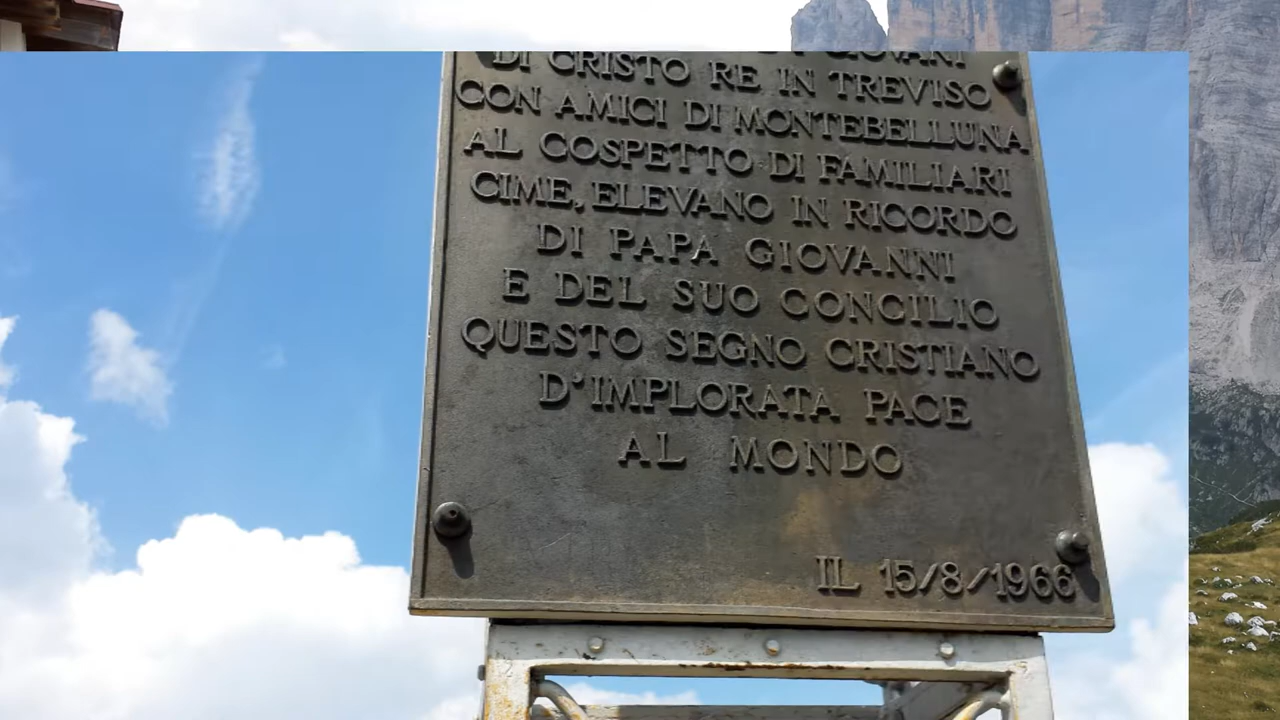 GIOVANI
DI CRISTO RE IN TREVISO
CON AMICI DI MONTEBELLUNA
AL COSPETTO DI FAMILIARI
CIME, ELEVANO IN RICORDO
DI PAPA GIOVANNI
E DEL SUO CONCILIO
QUESTO SEGNO CRISTIANO
D'IMPLORATA PACE
AL MONDO
IL 15/8/1966